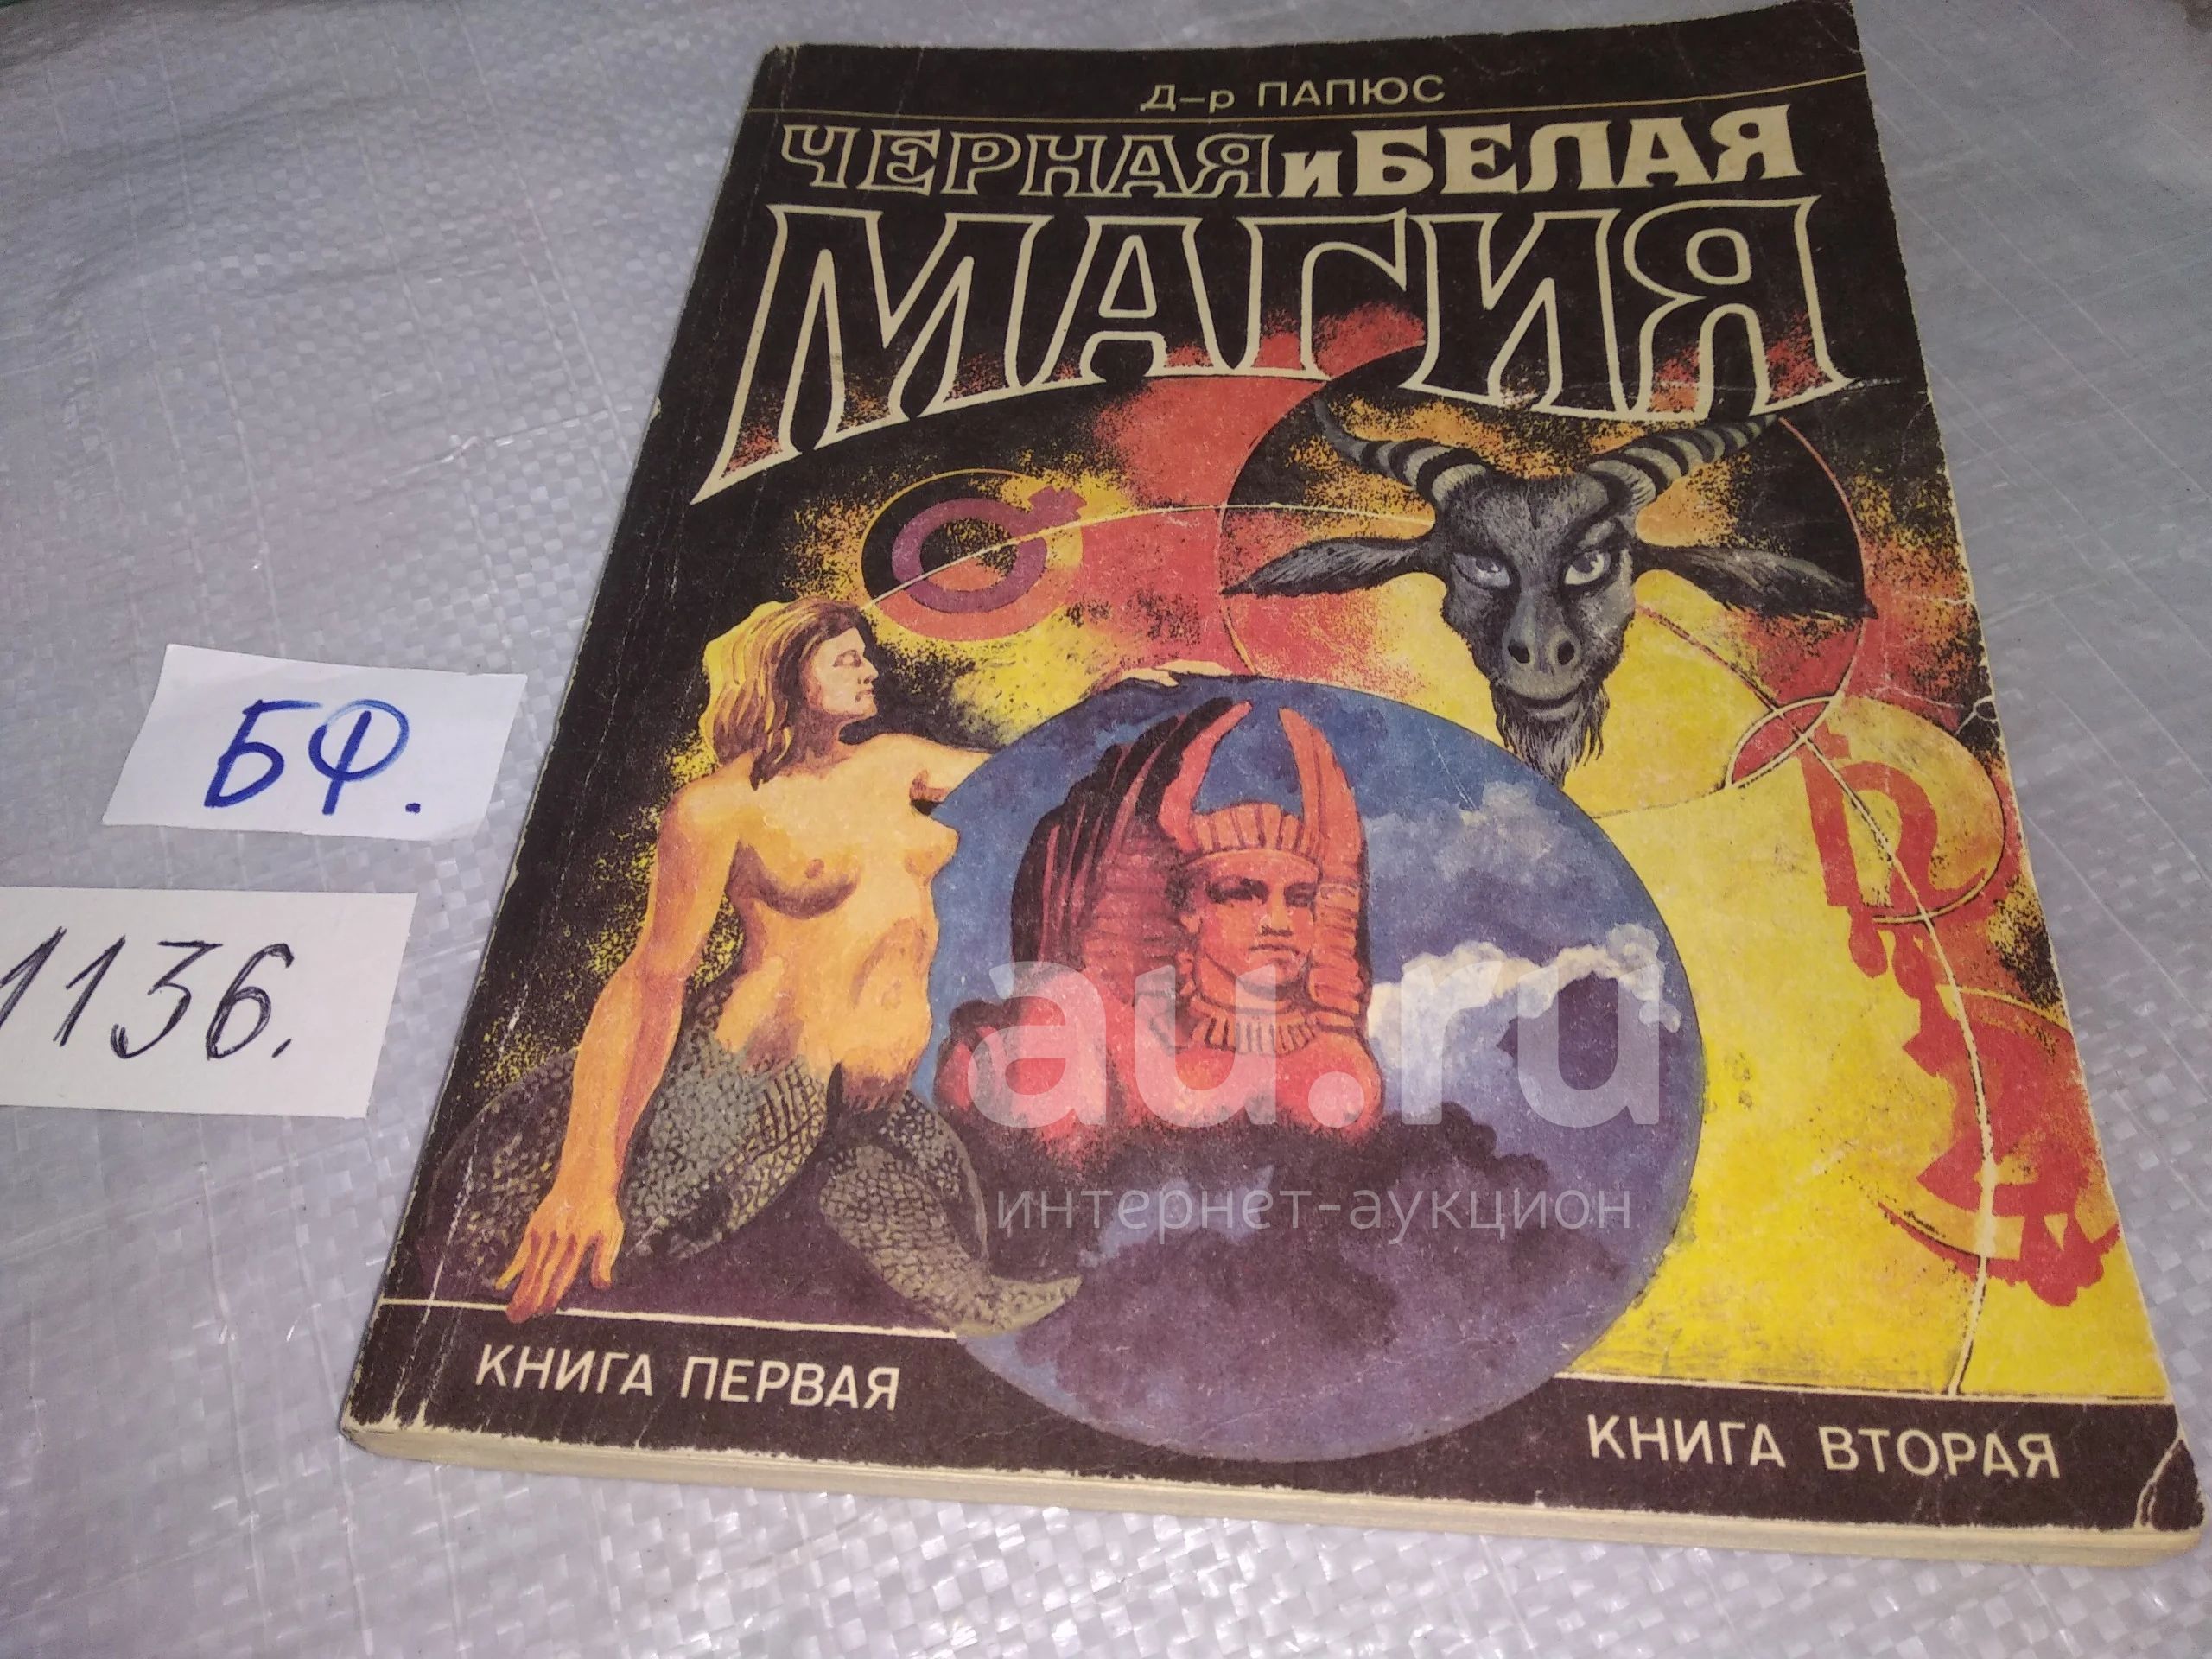 Д-р ПАПЮС
ЧЕРНАЯ И БЕЛАЯ
МАГИЯ
БФ.
1136.
au.ru
интернет-аукцион
КНИГА ПЕРВАЯ
КНИГА ВТОРАЯ